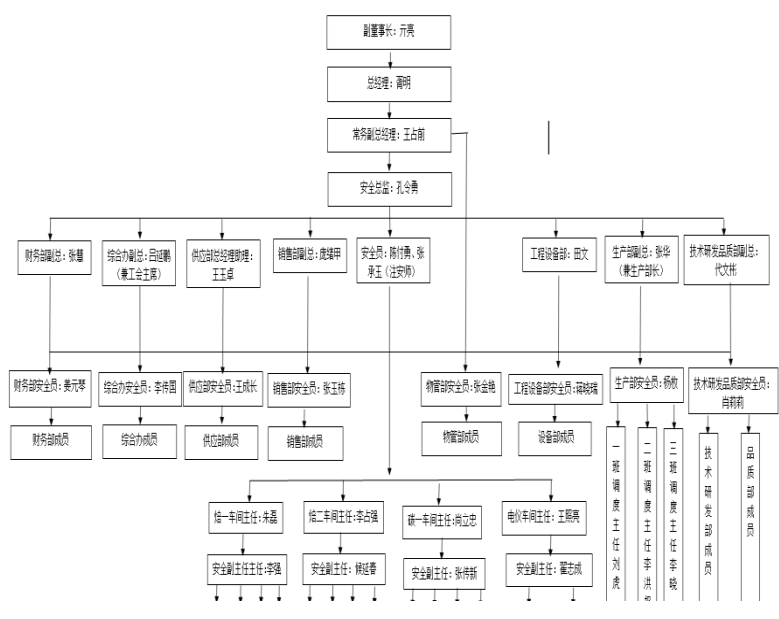 副董事长：亓亮
总经理：蔺明
常务副总经理：王占前
安全总监：孔令勇
财务部副总：张慧
综合办副总：吕延鹏
（兼工会主席）
供应部总经理助理：
王玉卓
销售部副总：庞绪甲
安全员：陈付勇、张
承玉（注安师）
工程设备部：田文
生产部副总：张华
（兼生产部长）
技术研发品质部副总：
代文彬
财务部安全员：姜元琴
综合办安全员：李传国
供应部安全员：王成长
销售部安全员：张玉栋
物管部安全员：张金艳
工程设备部安全员：蒋晓瑞
生产部安全员：杨枚
技术研发品质部安全员：
肖莉莉
财务部成员
综合办成员
供应部成员
销售部成员
物管部成员
设备部成员
一班调度主任刘虎
二班调度主任李洪
三班调度主任李晓
技术研发部成员
品质部成员
焙一车间主任：朱磊
焙二车间主任：李占强
碳一车间主任：尚立忠
电仪车间主任：王熙亮
安全副主任主任：李强
安全副主任：候延春
安全副主任：张传新
安全副主任：翟志成